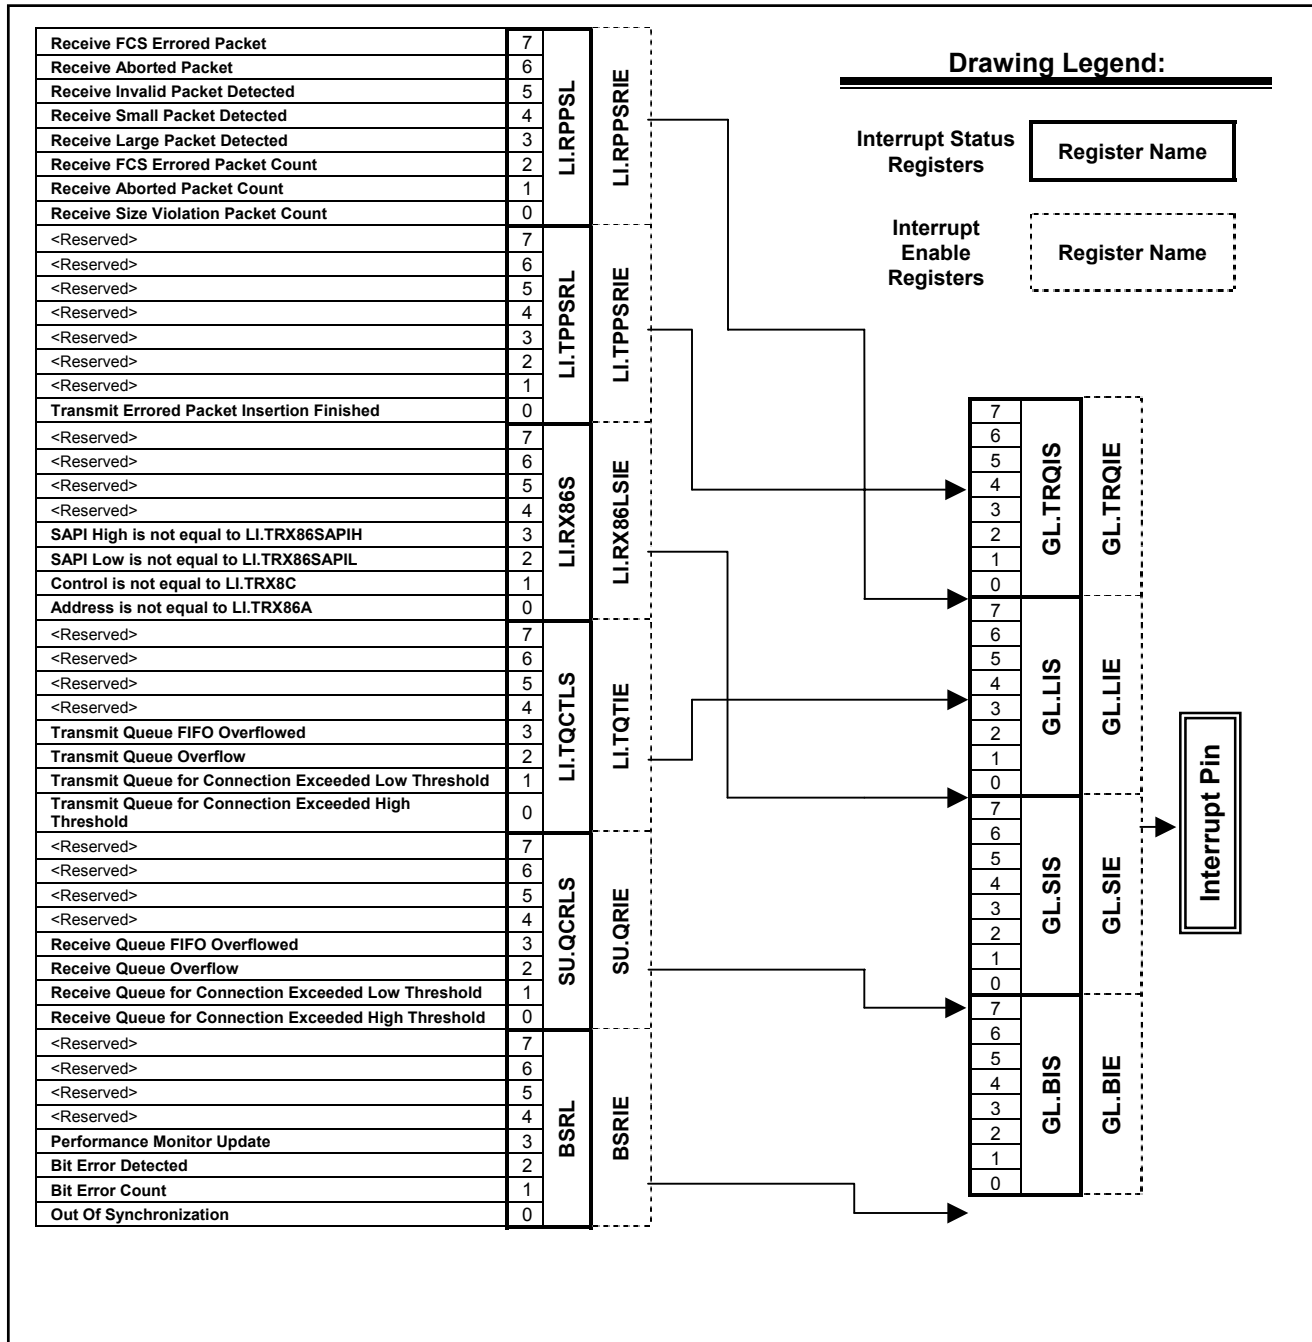 Receive FCS Errored Packet 7
Receive Aborted Packet 6
Receive Invalid Packet Detected 5
Receive Small Packet Detected 4
Receive Large Packet Detected 3
Receive FCS Errored Packet Count 2
Receive Aborted Packet Count 1
Receive Size Violation Packet Count 0
LI.RPPSL
LI.RPPSRIE
<Reserved> 7
<Reserved> 6
<Reserved> 5
<Reserved> 4
<Reserved> 3
<Reserved> 2
<Reserved> 1
Transmit Errored Packet Insertion Finished 0
LI.TPPSRL
LI.TPPSRIE
<Reserved> 7
<Reserved> 6
<Reserved> 5
<Reserved> 4
SAPI High is not equal to LI.TRX86SAPIH 3
SAPI Low is not equal to LI.TRX86SAPIL 2
Control is not equal to LI.TRX8C 1
Address is not equal to LI.TRX86A 0
LI.RX86S
LI.RX86LSIE
<Reserved> 7
<Reserved> 6
<Reserved> 5
<Reserved> 4
Transmit Queue FIFO Overflowed 3
Transmit Queue Overflow 2
Transmit Queue for Connection Exceeded Low Threshold 1
Transmit Queue for Connection Exceeded High
Threshold 0
LI.TQCTLS
LI.TQTIE
<Reserved> 7
<Reserved> 6
<Reserved> 5
<Reserved> 4
Receive Queue FIFO Overflowed 3
Receive Queue Overflow 2
Receive Queue for Connection Exceeded Low Threshold 1
Receive Queue for Connection Exceeded High Threshold 0
SU.QCRLS
SU.QRIE
<Reserved> 7
<Reserved> 6
<Reserved> 5
<Reserved> 4
Performance Monitor Update 3
Bit Error Detected 2
Bit Error Count 1
Out Of Synchronization 0
BSRL
BSRIE
Drawing Legend:
Interrupt Status
Registers
Register Name
Interrupt
Enable
Registers
Register Name
7
6
5
4
3
2
1
0
GL.TRQIS
GL.TRQIE
7
6
5
4
3
2
1
0
GL.LIS
GL.LIE
7
6
5
4
3
2
1
0
GL.SIS
GL.SIE
7
6
5
4
3
2
1
0
GL.BIS
GL.BIE
Interrupt Pin